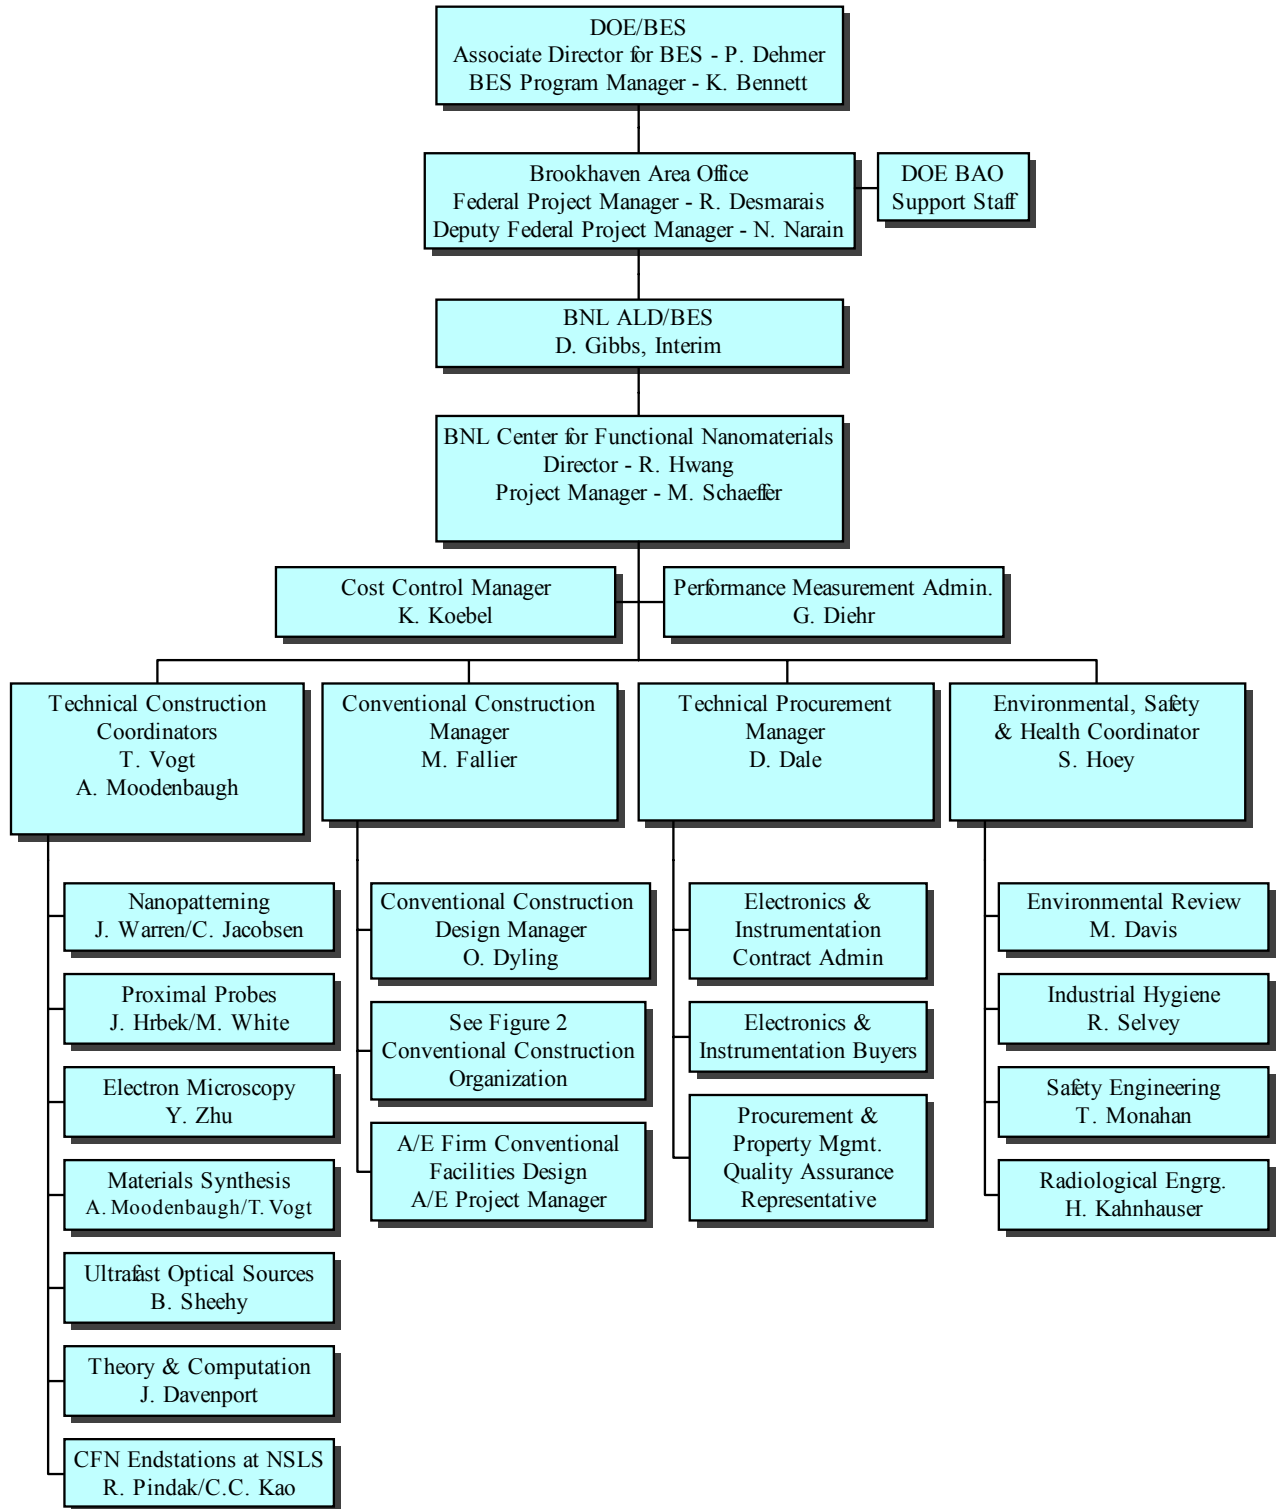 DOE/BES
Associate Director for BES - P. Dehmer
BES Program Manager - K. Bennett
Brookhaven Area Office
Federal Project Manager - R. Desmarais
Deputy Federal Project Manager - N. Narain
DOE BAO
Support Staff
BNL ALD/BES
D. Gibbs, Interim
BNL Center for Functional Nanomaterials
Director - R. Hwang
Project Manager - M. Schaeffer
Cost Control Manager
K. Koebel
Performance Measurement Admin.
G. Diehr
Technical Construction
Coordinators
T. Vogt
A. Moodenbaugh
Conventional Construction
Manager
M. Fallier
Technical Procurement
Manager
D. Dale
Environmental, Safety
& Health Coordinator
S. Hoey
Nanopatterning
J. Warren/C. Jacobsen
Proximal Probes
J. Hrbek/M. White
Electron Microscopy
Y. Zhu
Materials Synthesis
A. Moodenbaugh/T. Vogt
Ultrafast Optical Sources
B. Sheehy
Theory & Computation
J. Davenport
CFN Endstations at NSLS
R. Pindak/C.C. Kao
Conventional Construction
Design Manager
O. Dyling
See Figure 2
Conventional Construction
Organization
A/E Firm Conventional
Facilities Design
A/E Project Manager
Electronics &
Instrumentation
Contract Admin
Electronics &
Instrumentation Buyers
Procurement &
Property Mgmt.
Quality Assurance
Representative
Environmental Review
M. Davis
Industrial Hygiene
R. Selvey
Safety Engineering
T. Monahan
Radiological Engrg.
H. Kahnhauser